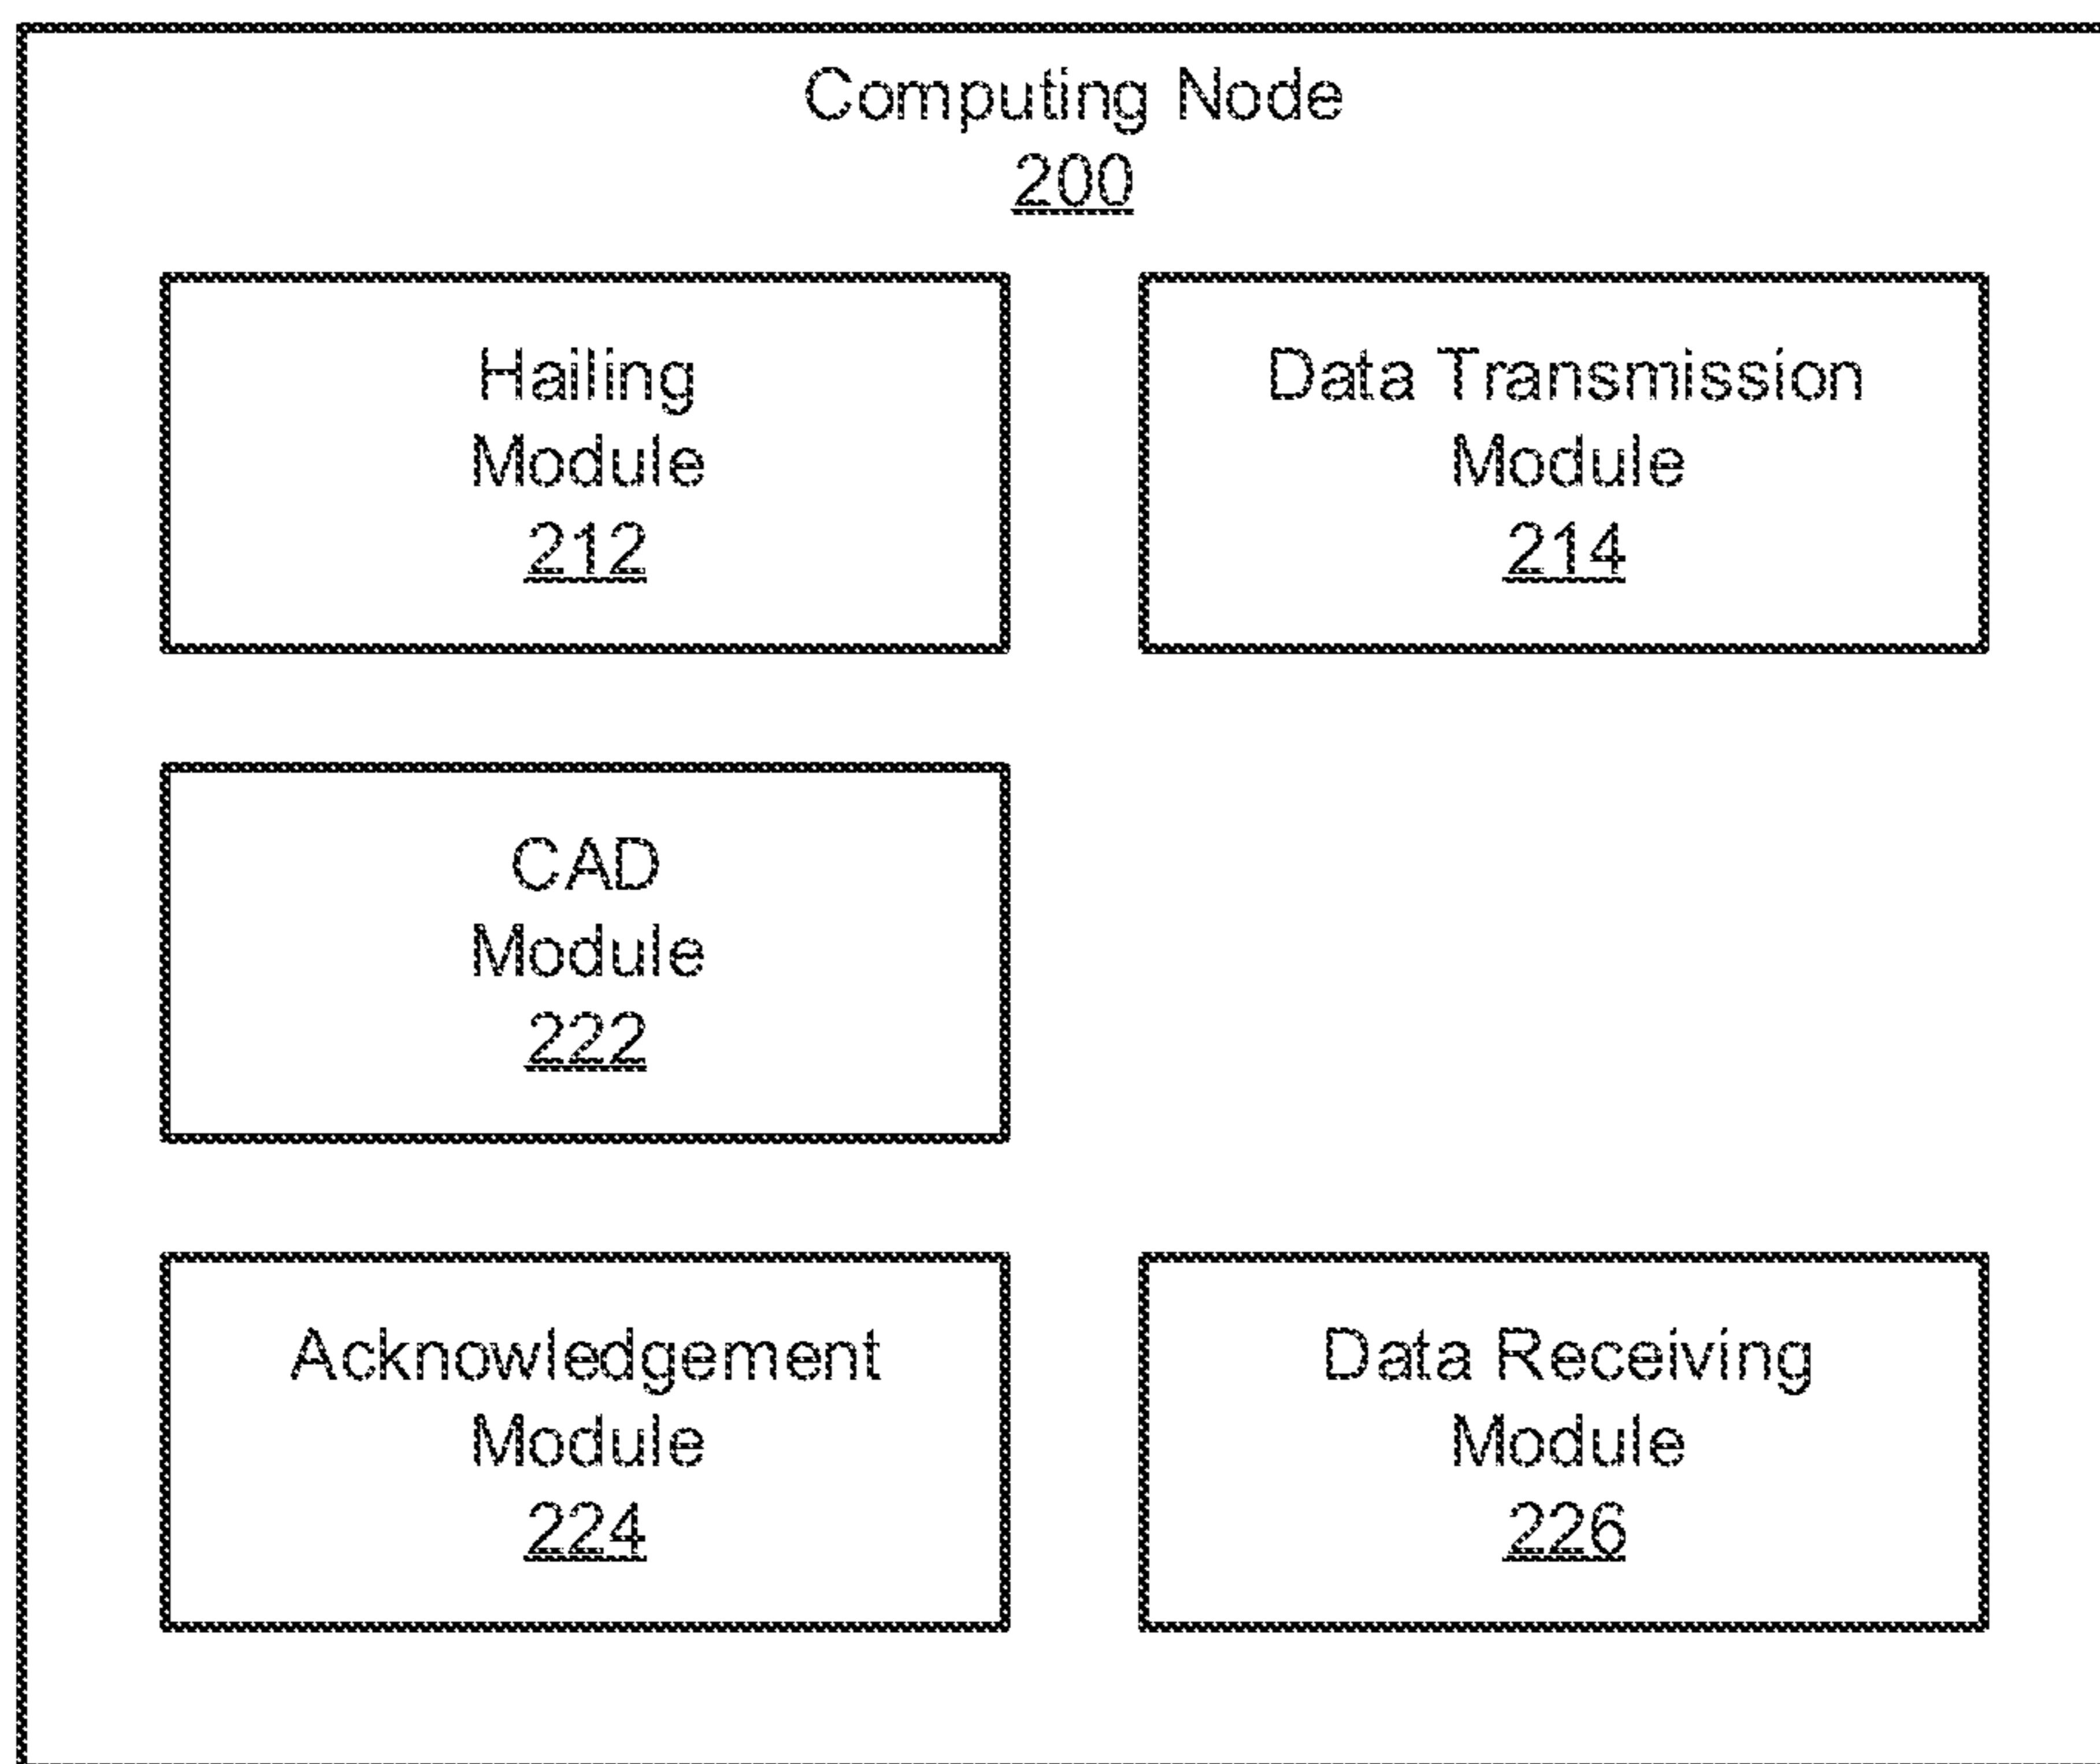 Computing Node
200
Hailing
Module
212
Data Transmission
Module
214
CAD
Module
222
Acknowledgement
Module
224
Data Receiving
Module
226